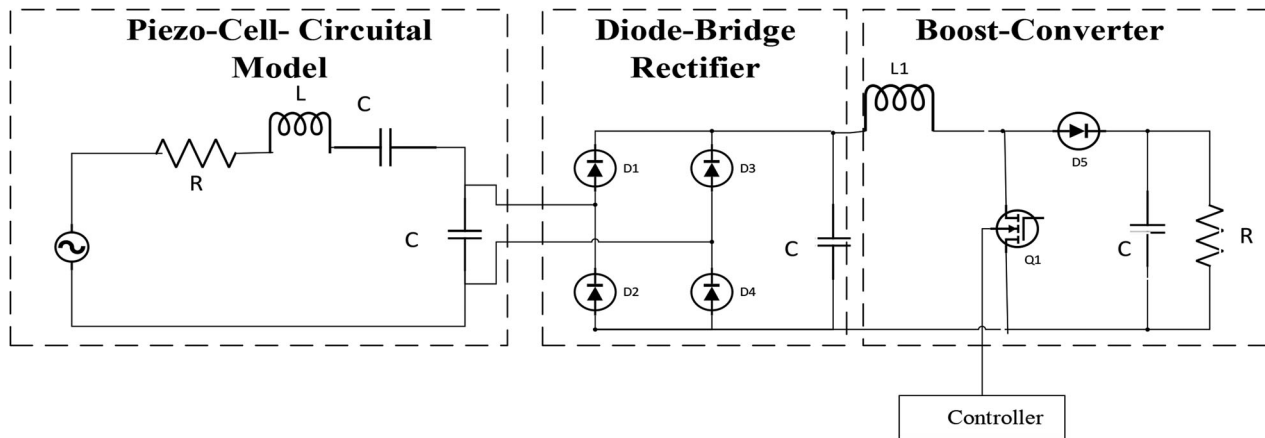 Piezo-Cell- Circuital
Model
L
C
R
C
Diode-Bridge
Rectifier
D1
D3
C
D2
D4
Boost-Converter
L1
D5
Q1
C
R
Controller